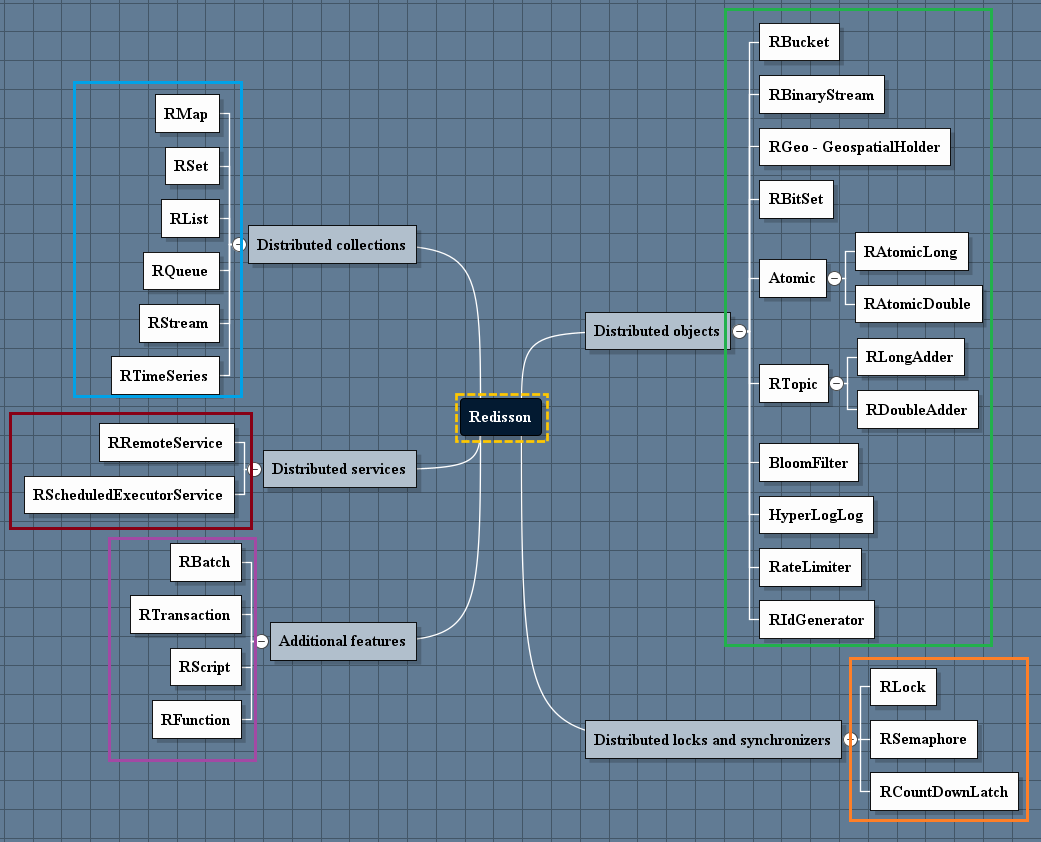 Redisson
Distributed collections
RMap
RSet
RList
RQueue
RStream
RTimeSeries
Distributed services
RRemoteService
RScheduledExecutorService
Additional features
RBatch
RTransaction
RScript
RFunction
Distributed objects
RBucket
RBinaryStream
RGeo - GeospatialHolder
RBitSet
Atomic
RAtomicLong
RAtomicDouble
RTopic
RLongAdder
RDoubleAdder
BloomFilter
HyperLogLog
RateLimiter
RIdGenerator
Distributed locks and synchronizers
RLock
RSemaphore
RCountDownLatch